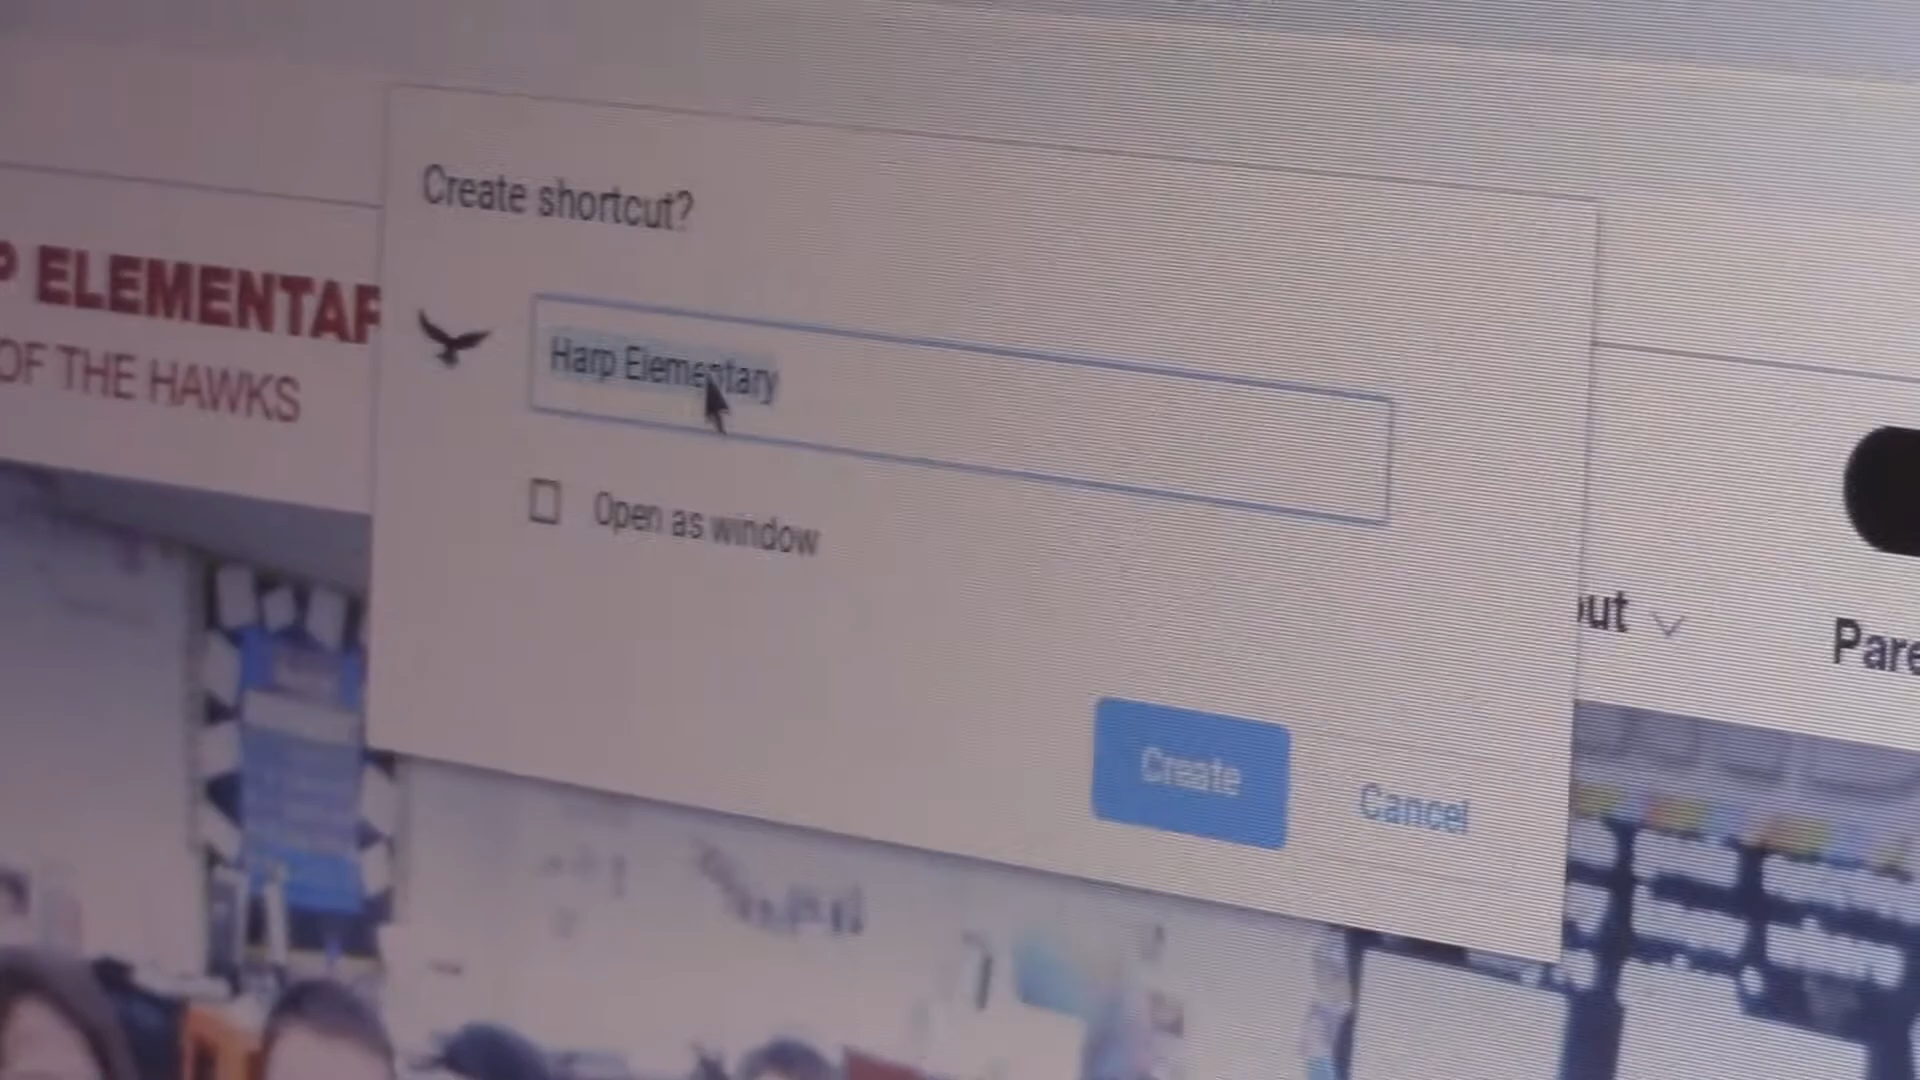 Create shortcut?
P ELEMENTAR
OF THE HAWKS
Harp Elementary
Open as window
out
Pare
Create
Cancel